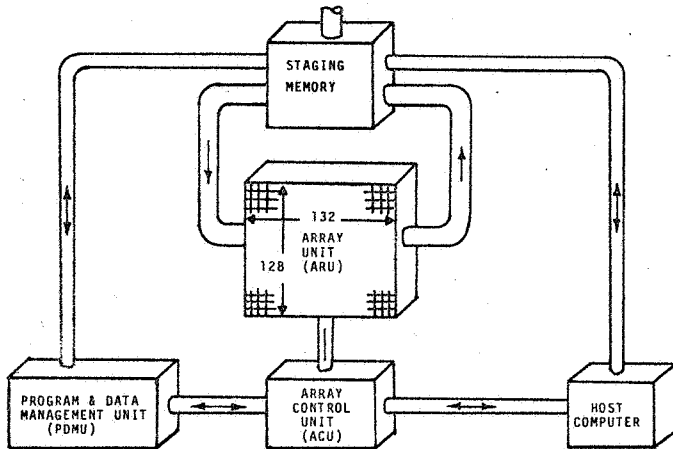 STAGING
MEMORY
132
ARRAY
UNIT
(ARU)
128
PROGRAM & DATA
MANAGEMENT UNIT
(PDMU)
ARRAY
CONTROL
UNIT
(ACU)
HOST
COMPUTER